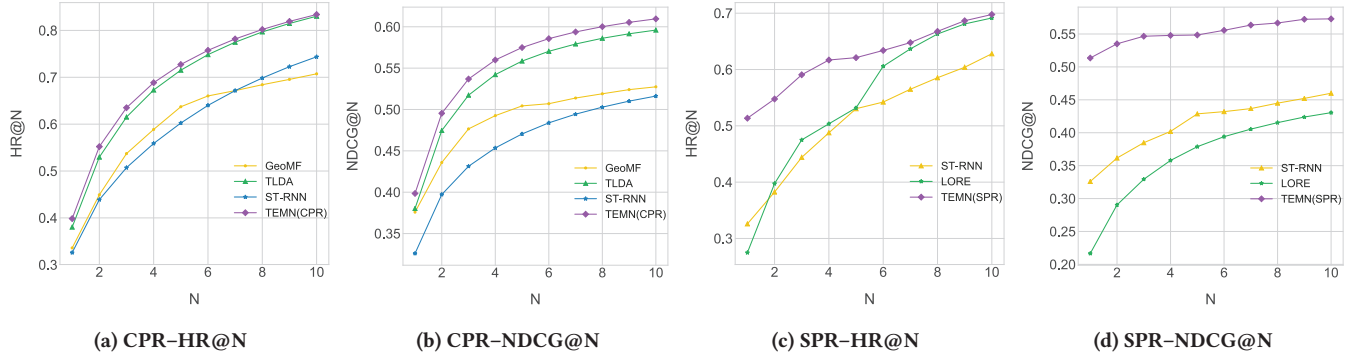 0.8
0.7
0.6
0.5
0.4
0.3
HR@N
2 4 6 8 10
N
GeoMF
TLDA
ST-RNN
TEMN(CPR)
(a) CPR–HR@N
0.60
0.55
0.50
0.45
0.40
0.35
NDCG@N
2 4 6 8 10
N
GeoMF
TLDA
ST-RNN
TEMN(CPR)
(b) CPR–NDCG@N
0.7
0.6
0.5
0.4
0.3
HR@N
2 4 6 8 10
N
ST-RNN
LORE
TEMN(SPR)
(c) SPR–HR@N
0.55
0.50
0.45
0.40
0.35
0.30
0.25
0.20
NDCG@N
2 4 6 8 10
N
ST-RNN
LORE
TEMN(SPR)
(d) SPR–NDCG@N